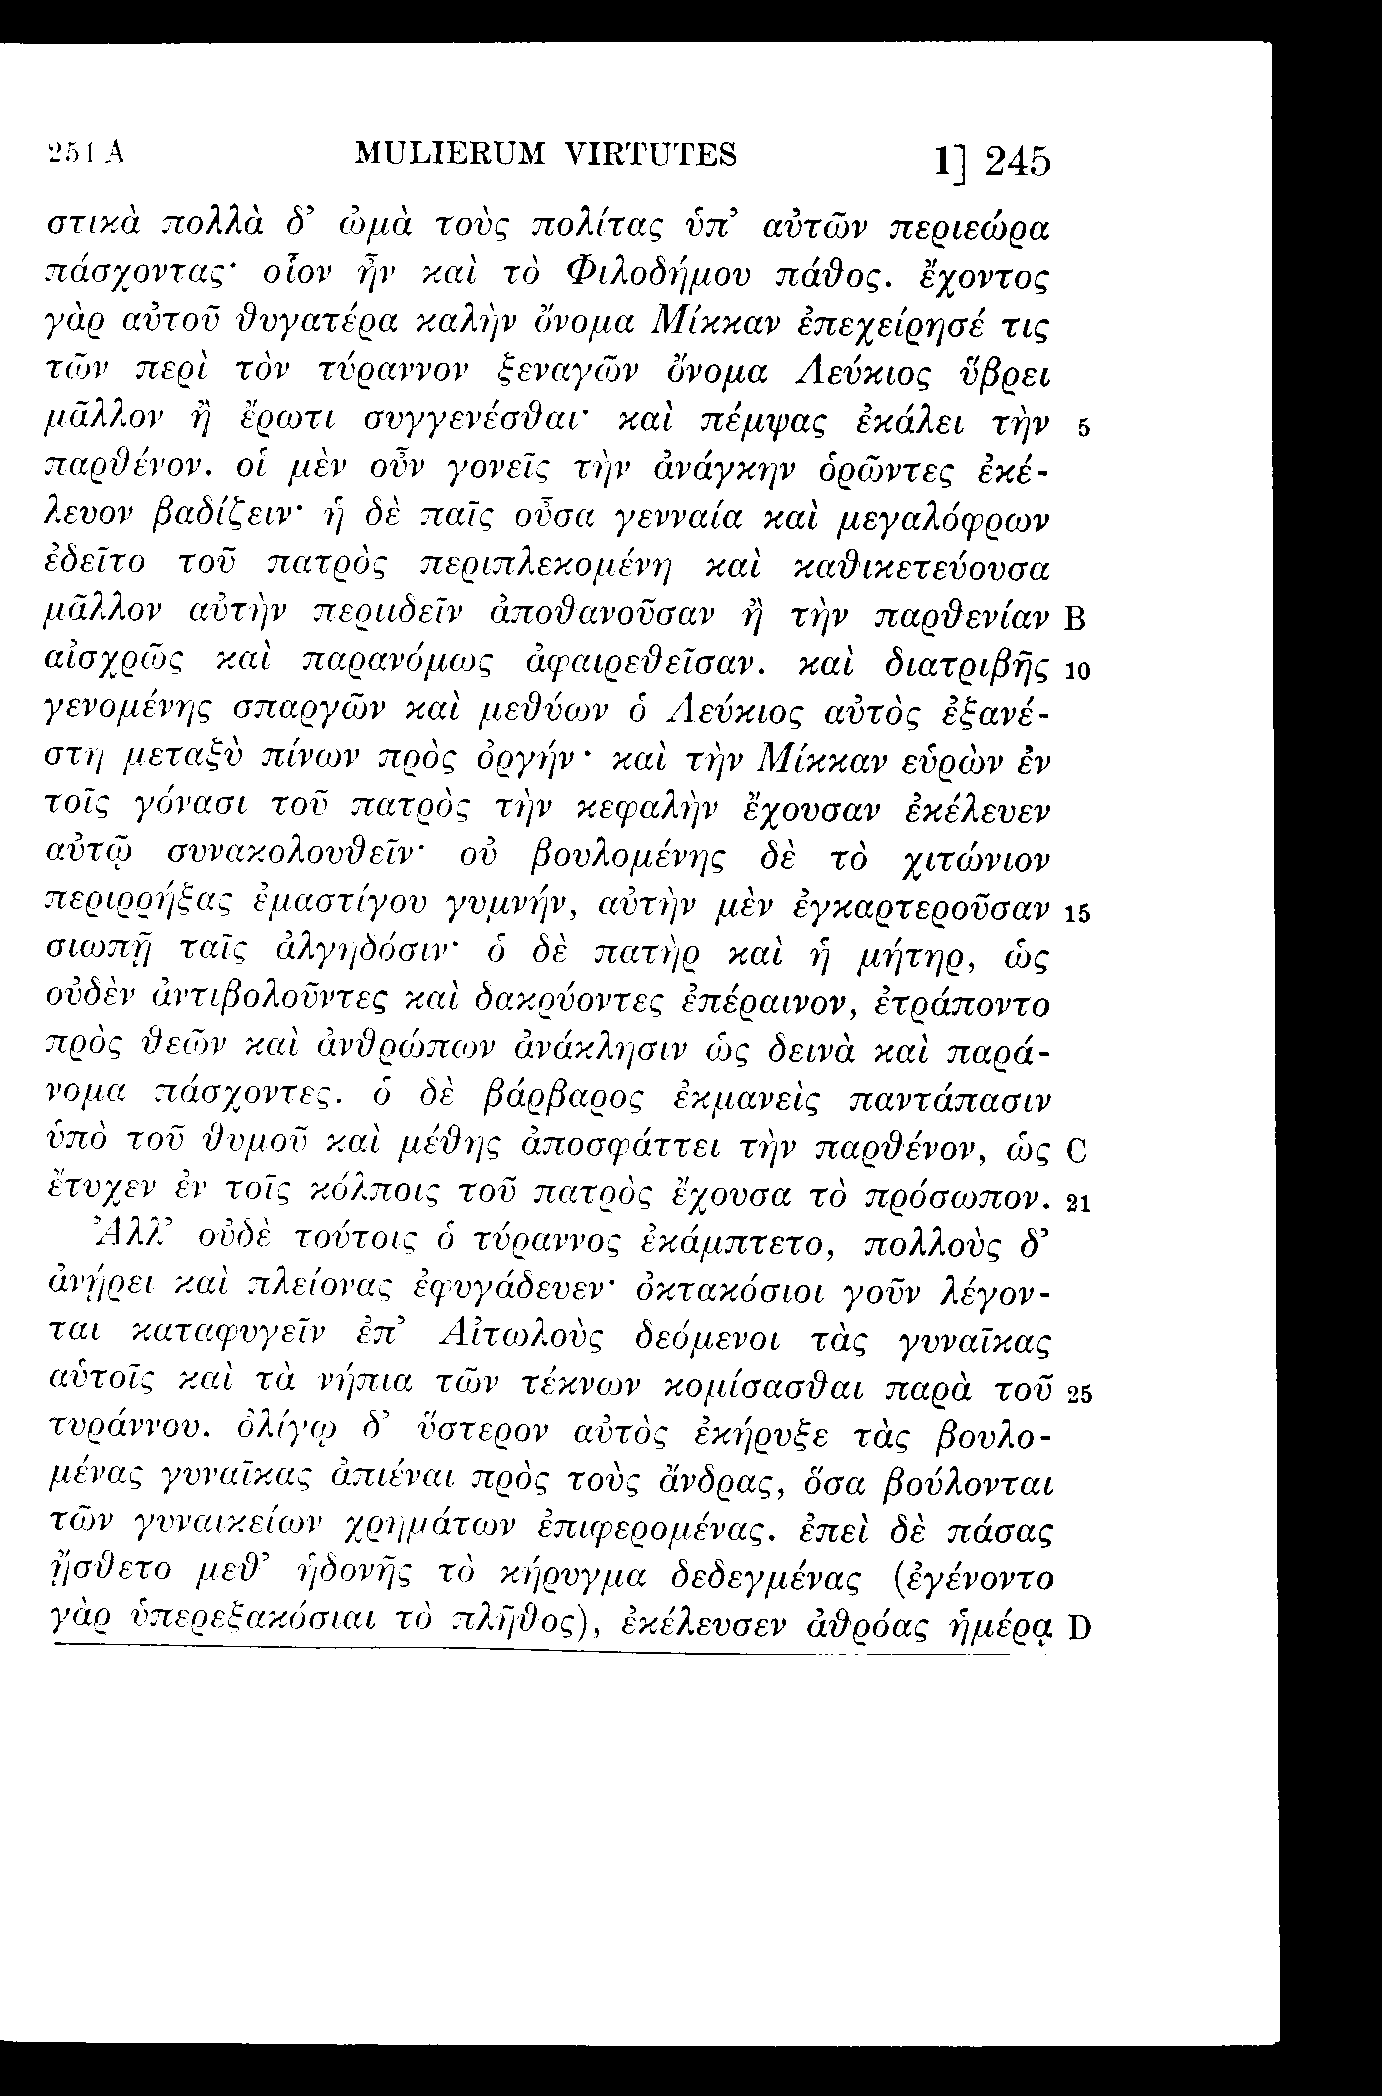 251 A MULIERUM VIRTUTES 1] 245
στικὰ πολλὰ δ’ ὠμὰ τοὺς πολίτας ὑπ’ αὐτῶν περιεώρα
πάσχοντας· οἷον ἦν καὶ τὸ Φιλοδήμου πάθος. ἔχοντος
γὰρ αὐτοῦ θυγατέρα καλὴν ὄνομα Μίκκαν ἐπεχείρησέ τις
τῶν περὶ τὸν τύραννον ξεναγῶν ὄνομα Λεύκιος ὕβρει
μᾶλλον ἢ ἔρωτι συγγενέσθαι· καὶ πέμψας ἐκάλει τὴν 5
παρθένον. οἱ μὲν οὖν γονεῖς τὴν ἀνάγκην ὁρῶντες ἐκέ-
λευον βαδίζειν· ἡ δὲ παῖς οὖσα γενναία καὶ μεγαλόφρων
ἐδεῖτο τοῦ πατρὸς περιπλεκομένη καὶ καθικετεύουσα
μᾶλλον αὐτὴν περιιδεῖν ἀποθανοῦσαν ἢ τὴν παρθενίαν B
αἰσχρῶς καὶ παρανόμως ἀφαιρεθεῖσαν. καὶ διατριβῆς 10
γενομένης σπαργῶν καὶ μεθύων ὁ Λεύκιος αὐτὸς ἐξανέ-
στη μεταξὺ πίνων πρὸς ὀργήν· καὶ τὴν Μίκκαν εὑρὼν ἐν
τοῖς γόνασι τοῦ πατρὸς τὴν κεφαλὴν ἔχουσαν ἐκέλευεν
αὐτῷ συνακολουθεῖν· οὐ βουλομένης δὲ τὸ χιτώνιον
περιρρήξας ἐμαστίγου γυμνήν, αὐτὴν μὲν ἐγκαρτεροῦσαν 15
σιωπῇ ταῖς ἀλγηδόσιν· ὁ δὲ πατὴρ καὶ ἡ μήτηρ, ὡς
οὐδὲν ἀντιβολοῦντες καὶ δακρύοντες ἐπέραινον, ἐτράποντο
πρὸς θεῶν καὶ ἀνθρώπων ἀνάκλησιν ὡς δεινὰ καὶ παρά-
νομα πάσχοντες. ὁ δὲ βάρβαρος ἐκμανεὶς παντάπασιν
ὑπὸ τοῦ θυμοῦ καὶ μέθης ἀποσφάττει τὴν παρθένον, ὡς C
ἔτυχεν ἐν τοῖς κόλποις τοῦ πατρὸς ἔχουσα τὸ πρόσωπον. 21
Ἀλλ’ οὐδὲ τούτοις ὁ τύραννος ἐκάμπτετο, πολλοὺς δ’
ἀνῄρει καὶ πλείονας ἐφυγάδευεν· ὀκτακόσιοι γοῦν λέγον-
ται καταφυγεῖν ἐπ’ Αἰτωλοὺς δεόμενοι τὰς γυναῖκας
αὑτοῖς καὶ τὰ νήπια τῶν τέκνων κομίσασθαι παρὰ τοῦ 25
τυράννου. ὀλίγῳ δ’ ὕστερον αὐτὸς ἐκήρυξε τὰς βουλο-
μένας γυναῖκας ἀπιέναι πρὸς τοὺς ἄνδρας, ὅσα βούλονται
τῶν γυναικείων χρημάτων ἐπιφερομένας. ἐπεὶ δὲ πάσας
ᾔσθετο μεθ’ ἡδονῆς τὸ κήρυγμα δεδεγμένας (ἐγένοντο
γὰρ ὑπερεξακόσιαι τὸ πλῆθος), ἐκέλευσεν ἀθρόας ἡμέρᾳ D